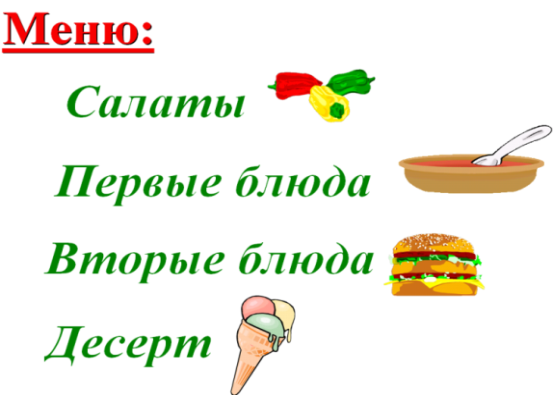 Меню:
Салаты
Первые блюда
Вторые блюда
Десерт